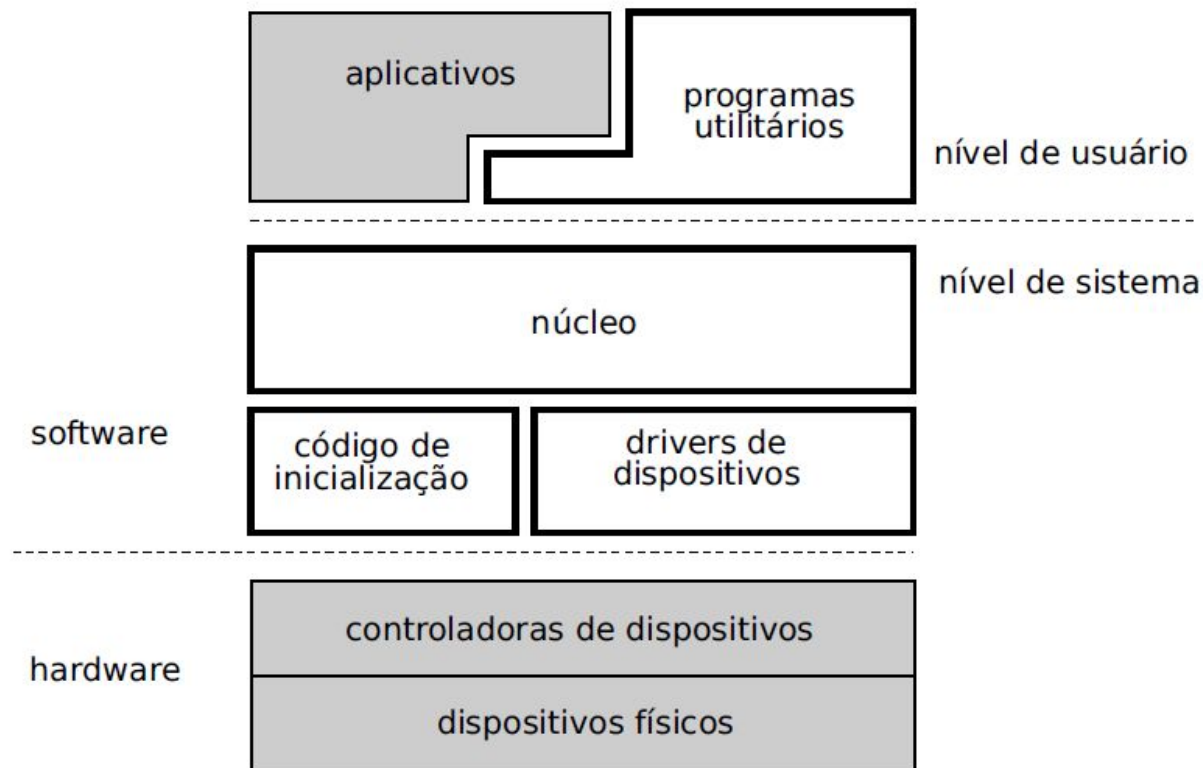 aplicativos
programas
utilitários
nível de usuário
nível de sistema
núcleo
software
código de
inicialização
drivers de
dispositivos
controladoras de dispositivos
hardware
dispositivos físicos